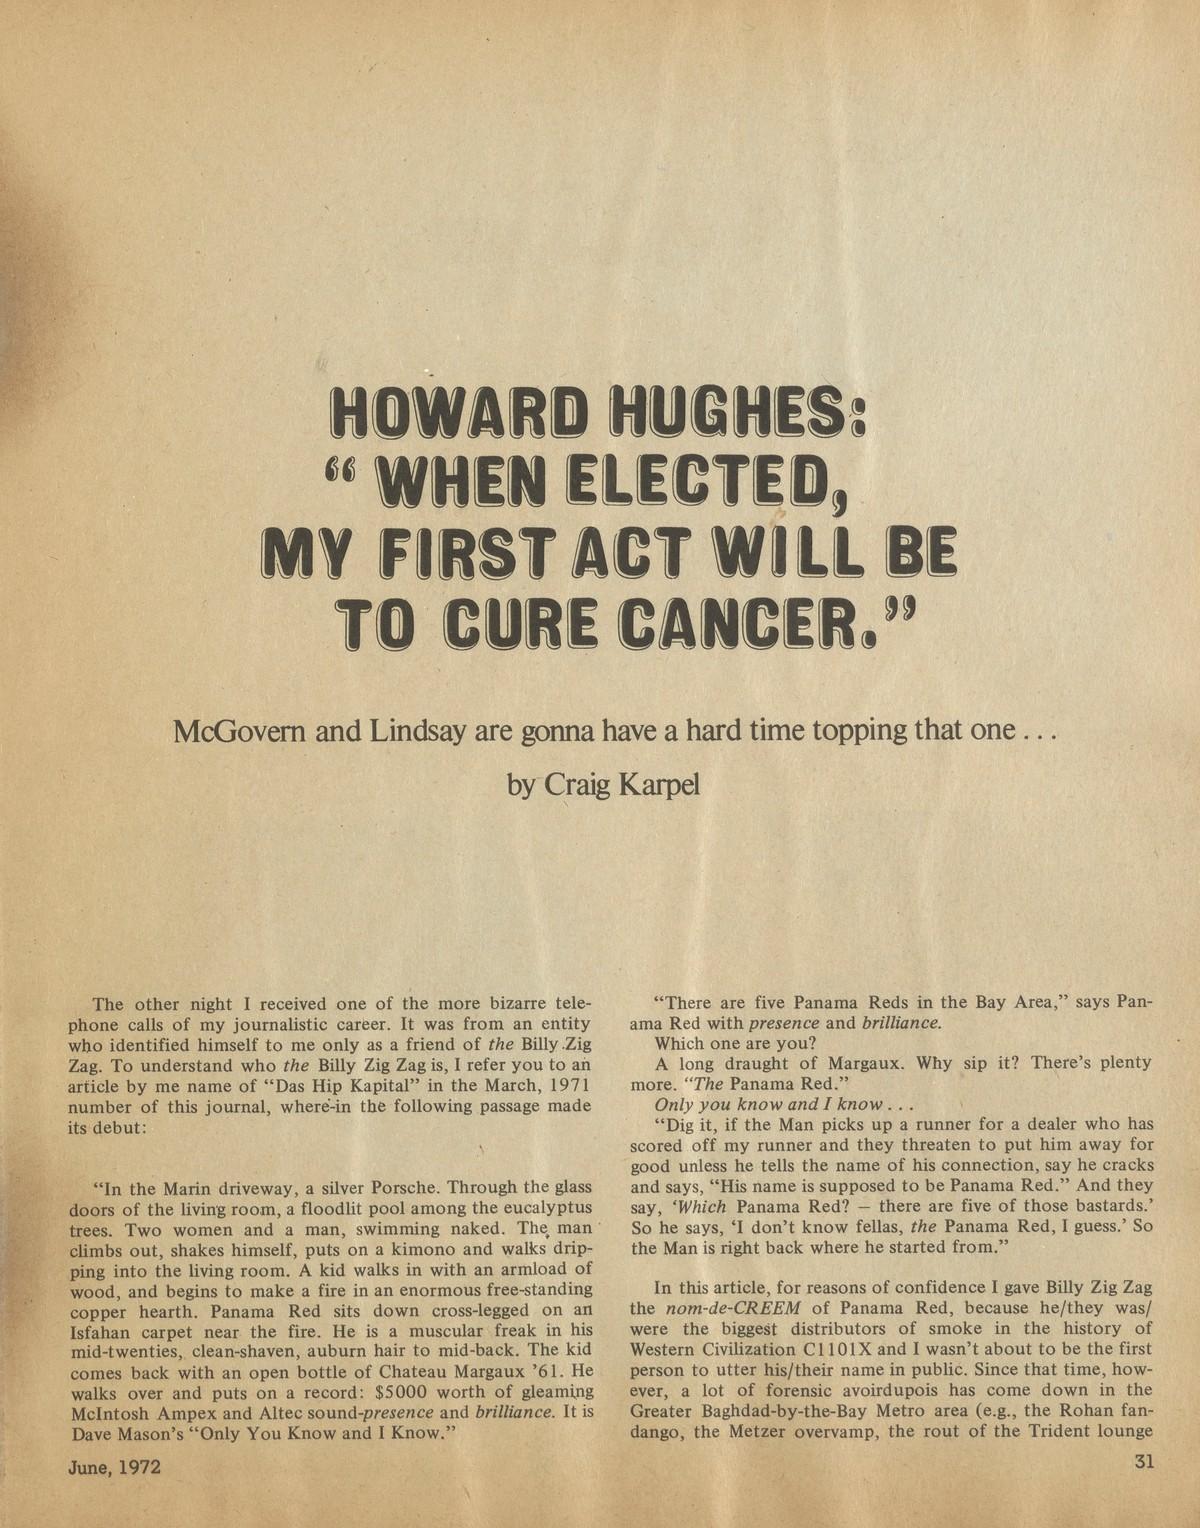 HOWARD HUGHES:
“ WHEN ELECTED,
MY FIRST ACT WILL BE
TO CURE CANCER.”
McGovern and Lindsay are gonna have a hard time topping that one . . .
by Craig Karpel
The other night I received one of the more bizarre tele-
phone calls of my journalistic career. It was from an entity
who identified himself to me only as a friend of the Billy Zig
Zag. To understand who the Billy Zig Zag is, I refer you to an
article by me name of “Das Hip Kapital” in the March, 1971
number of this journal, where-in the following passage made
its debut:
“In the Marin driveway, a silver Porsche. Through the glass
doors of the living room, a floodlit pool among the eucalyptus
trees. Two women and a man, swimming naked. The man
climbs out, shakes himself, puts on a kimono and walks drip-
ping into the living room. A kid walks in with an armload of
wood, and begins to make a fire in an enormous free-standing
copper hearth. Panama Red sits down cross-legged on an
Isfahan carpet near the fire. He is a muscular freak in his
mid-twenties, clean-shaven, auburn hair to mid-back. The kid
comes back with an open bottle of Chateau Margaux ’61. He
walks over and puts on a record: $5000 worth of gleaming
McIntosh Ampex and Altec sound-presence and brilliance. It is
Dave Mason’s “Only You Know and I Know.”
“There are five Panama Reds in the Bay Area,” says Pan-
ama Red with presence and brilliance.
Which one are you?
A long draught of Margaux. Why sip it? There’s plenty
more. “The Panama Red.”
Only you know and I know . . .
“Dig it, if the Man picks up a runner for a dealer who has
scored off my runner and they threaten to put him away for
good unless he tells the name of his connection, say he cracks
and says, “His name is supposed to be Panama Red.” And they
say, ‘Which Panama Red? — there are five of those bastards.’
So he says, ‘I don’t know fellas, the Panama Red, I guess.’ So
the Man is right back where he started from.”
In this article, for reasons of confidence I gave Billy Zig Zag
the nom-de-CREEM of Panama Red, because he/they was/
were the biggest distributors of smoke in the history of
Western Civilization C1101X and I wasn’t about to be the first
person to utter his/their name in public. Since that time, how-
ever, a lot of forensic avoirdupois has come down in the
Greater Baghdad-by-the-Bay Metro area (e.g., the Rohan fan-
dango, the Metzer overvamp, the rout of the Trident lounge
June, 1972
31